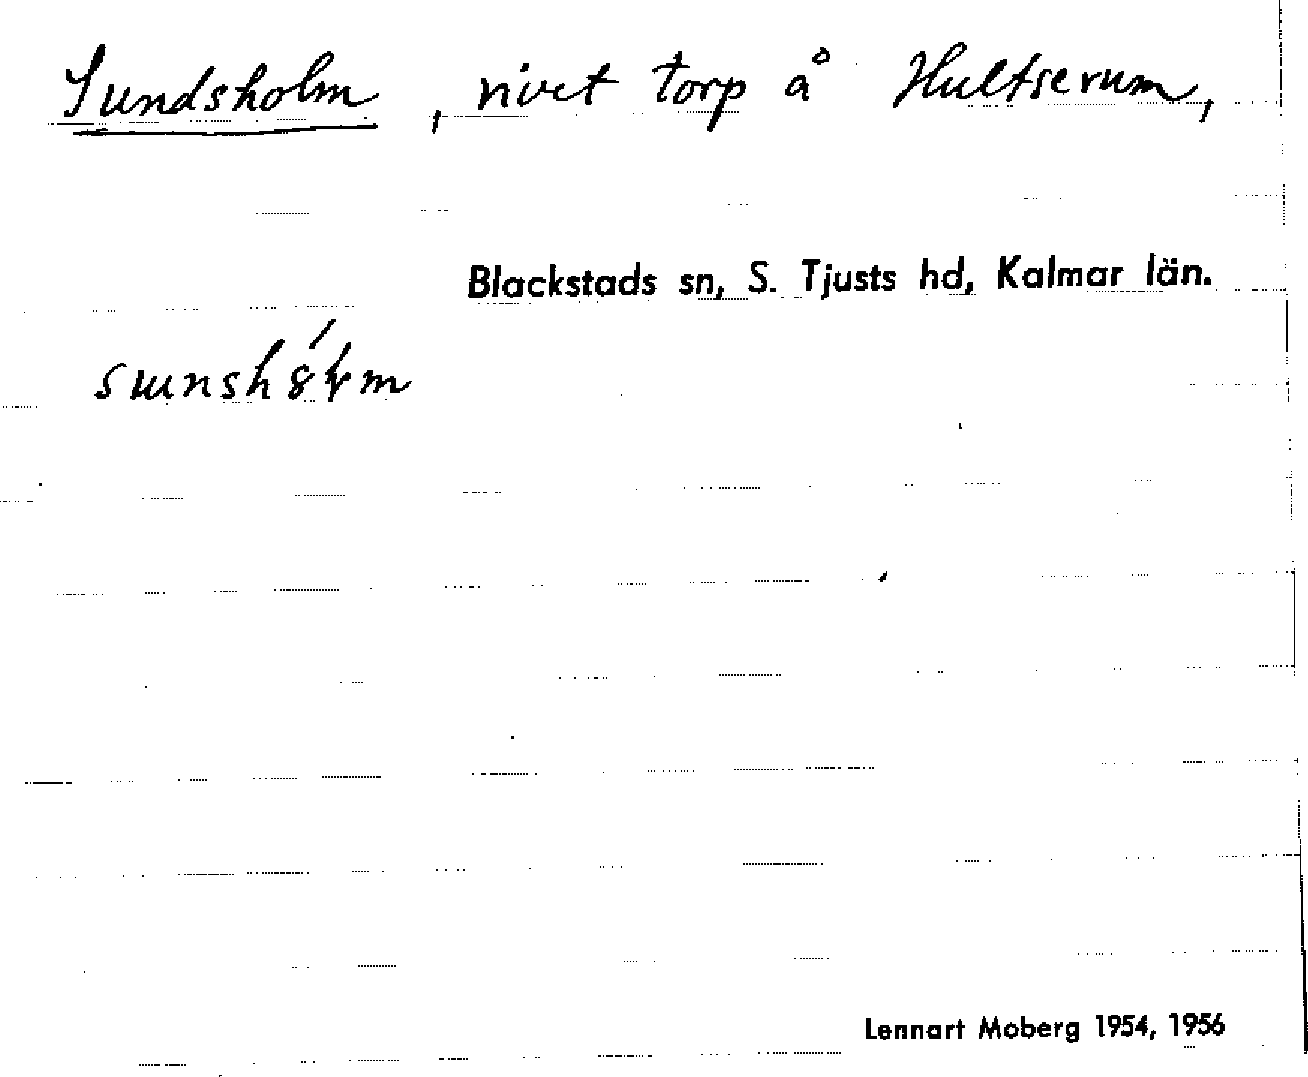 Sundsholm, rivet torp å Hultserum,
Blackstads sn, S. Tjusts hd, Kalmar län.
Lennart Moberg 1954, 1956